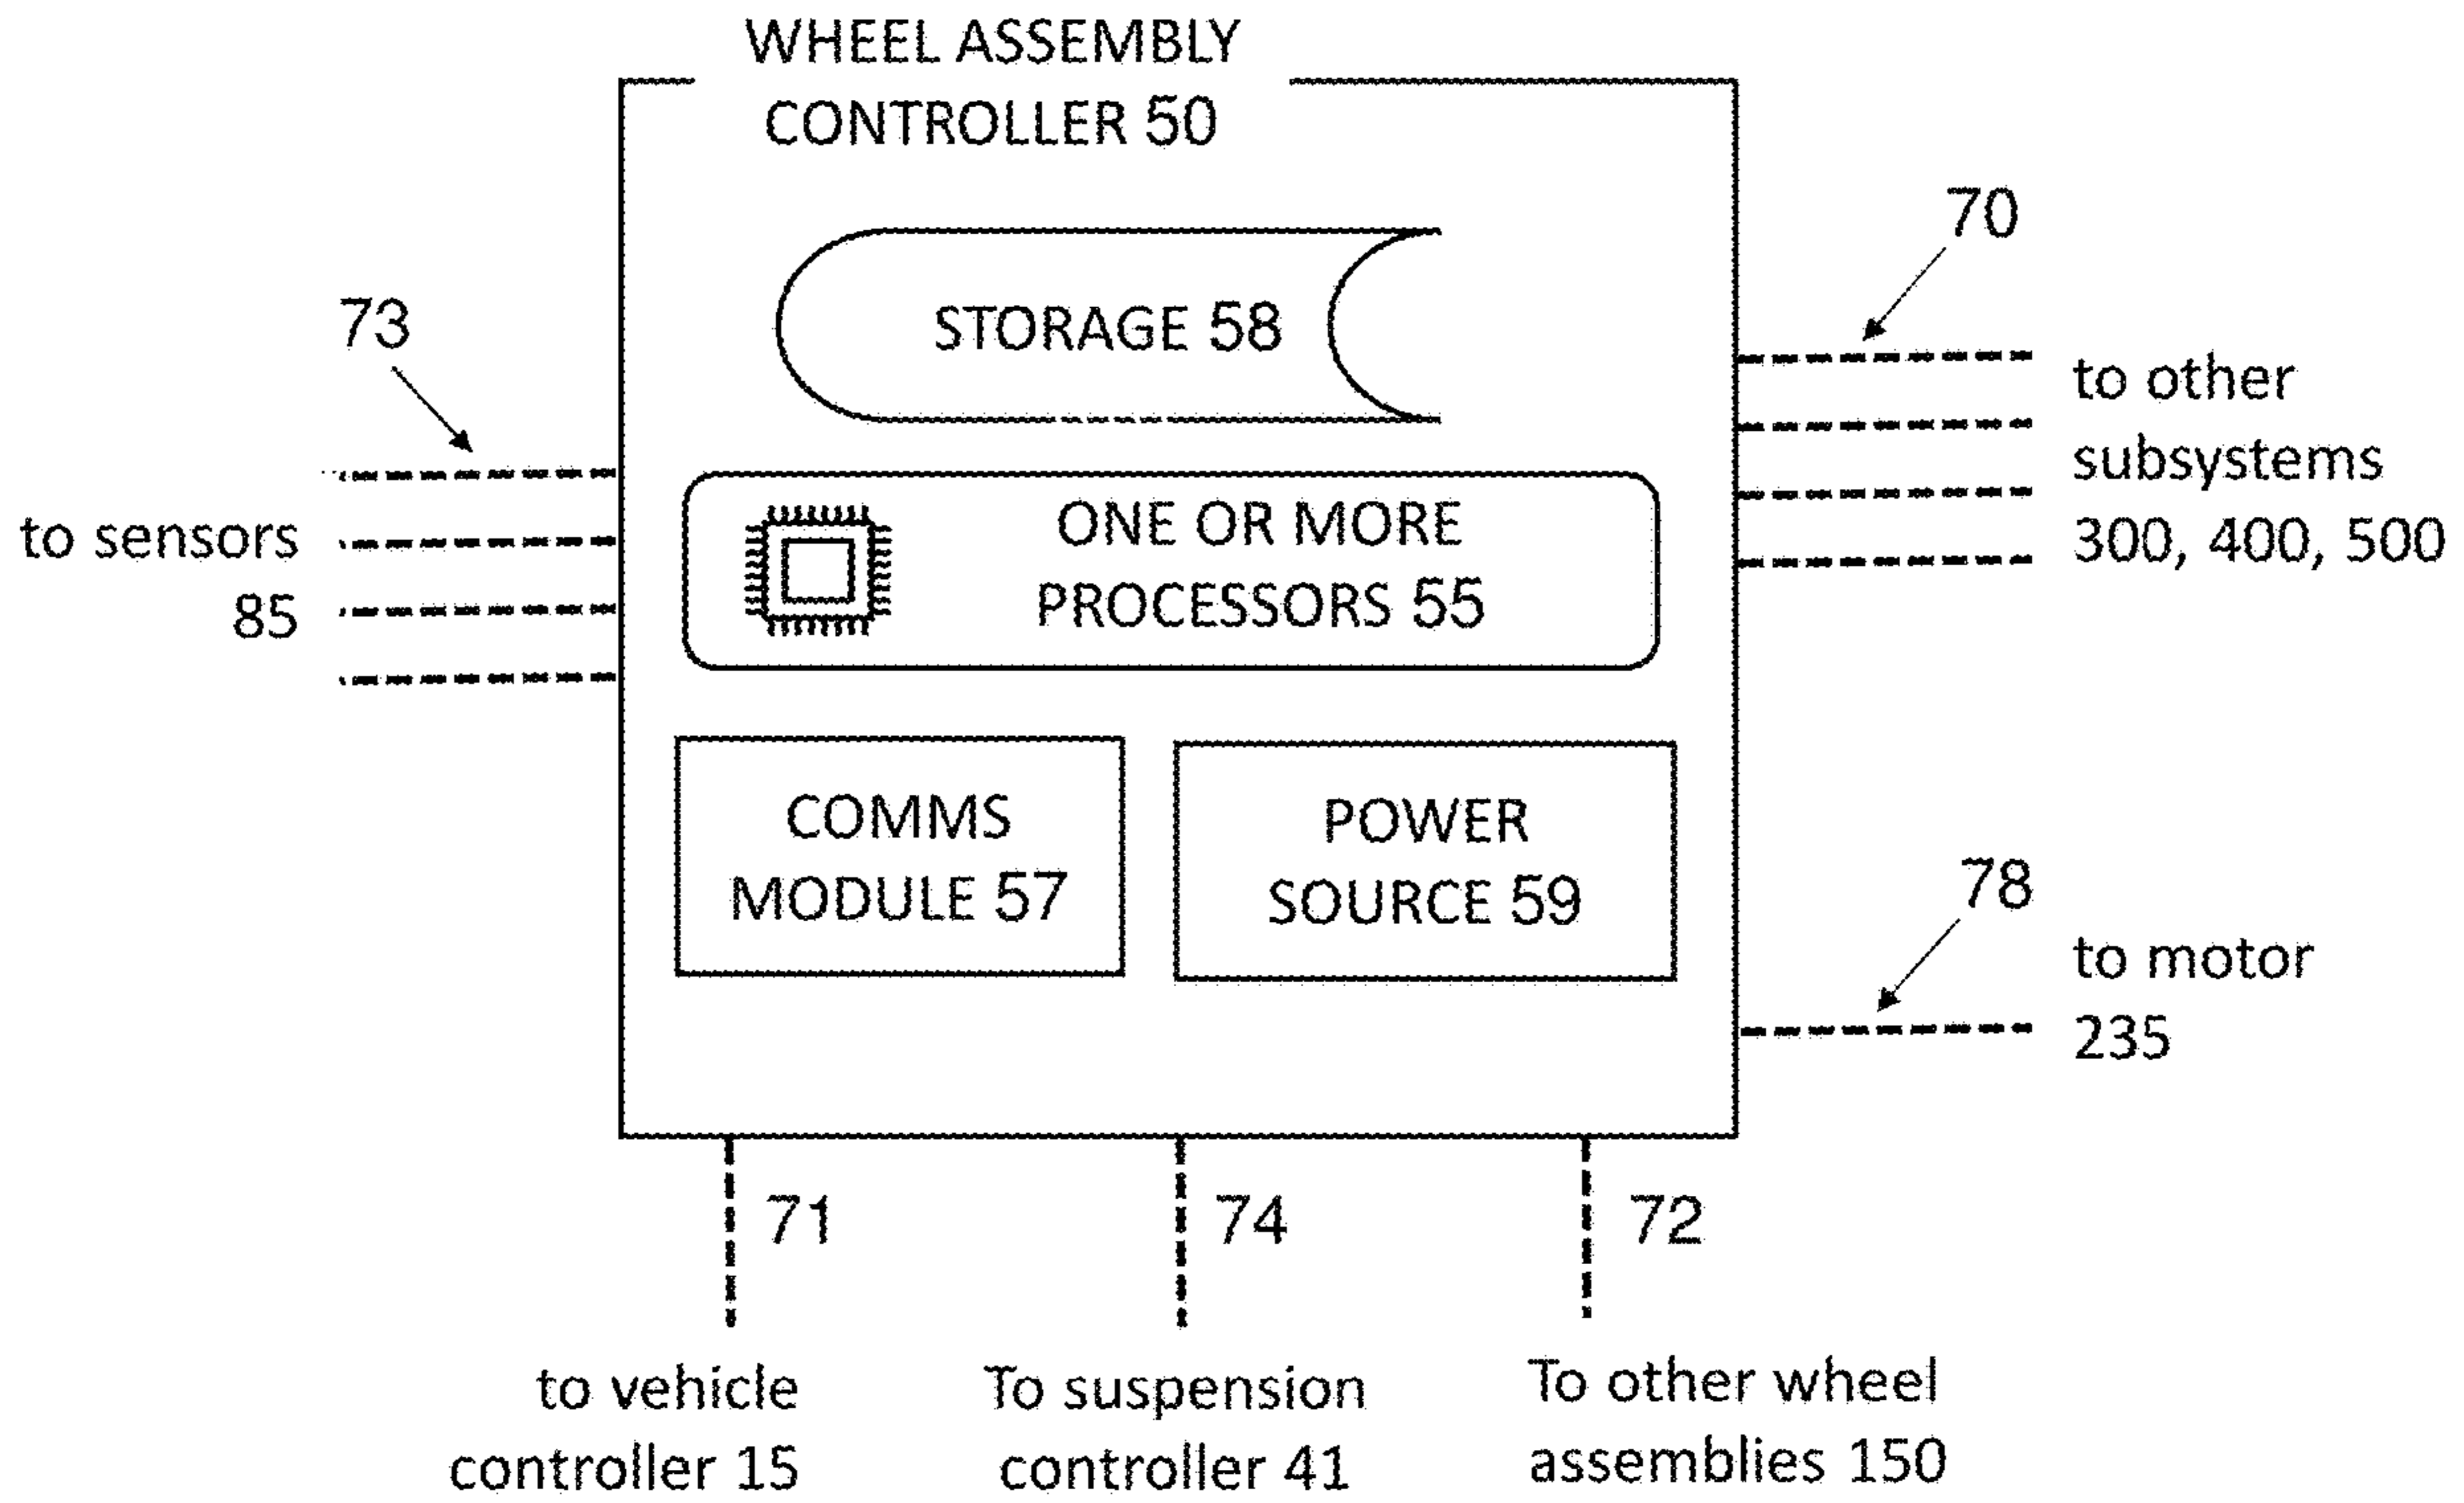 WHEEL ASSEMBLY
CONTROLLER 50
70
STORAGE 58
73
to other
subsystems
300, 400, 500
to sensors
85
ONE OR MORE
PROCESSORS 55
COMMS
MODULE 57
POWER
SOURCE 59
78
to motor
235
71
74
72
to vehicle
controller 15
To suspension
controller 41
To other wheel
assemblies 150